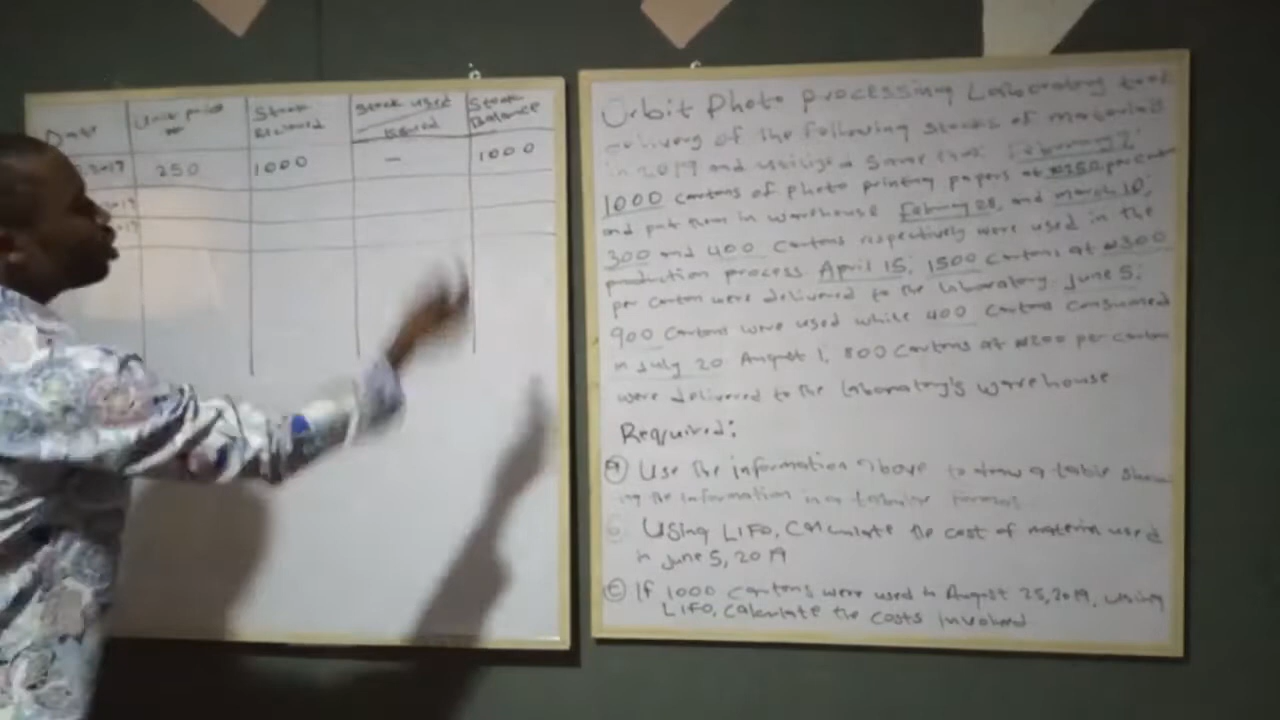 Date Unit price Stock Received Stock used Issued Stock Balance
2019 250 1000 – 1000
Orbit Photo processing Laboratory took
delivery of the following stocks of materials
in 2019 and utilized same thus: February 2,
1000 cartons of photo printing papers at ₦250 per carton
and put them in warehouse February 28, and march 10,
300 and 400 cartons respectively were used in the
production process. April 15, 1500 cartons at ₦300
per carton were delivered to the laboratory. June 5,
900 cartons were used while 400 cartons consumed
in July 20 August 1, 800 cartons at ₦200 per carton
were delivered to the laboratory's warehouse
Required:
(a) Use the information above to draw a table show
ing the information in a tabular format
b Using LIFO, calculate the cost of material used
in June 5, 2019
(c) If 1000 cartons were used in August 25, 2019, using
LIFO, calculate the costs involved